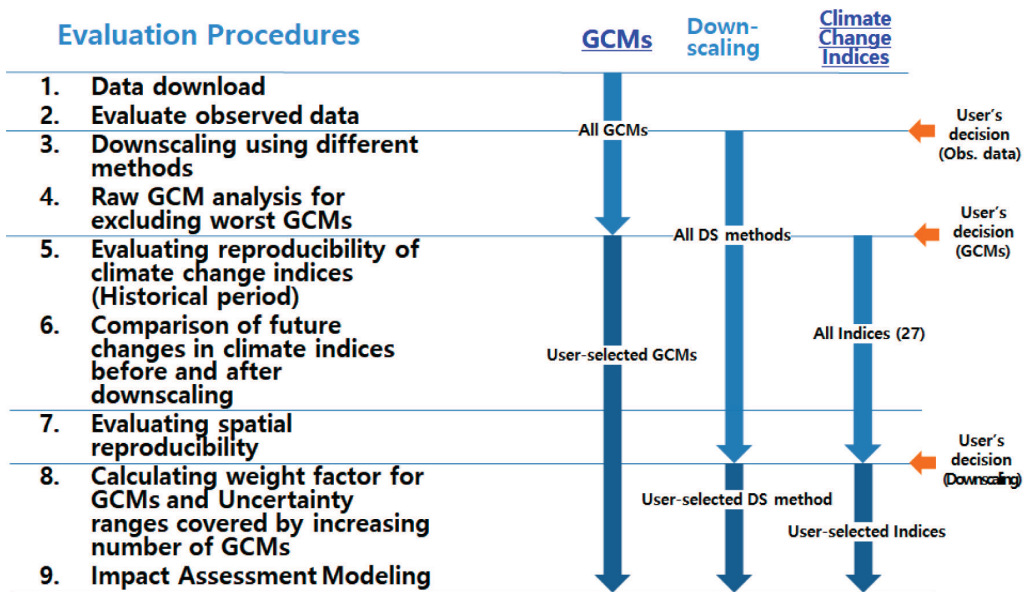 Evaluation Procedures
GCMs
Down-
scaling
Climate
Change
Indices
1. Data download
2. Evaluate observed data
3. Downscaling using different
methods
4. Raw GCM analysis for
excluding worst GCMs
5. Evaluating reproducibility of
climate change indices
(Historical period)
6. Comparison of future
changes in climate indices
before and after
downscaling
7. Evaluating spatial
reproducibility
8. Calculating weight factor for
GCMs and Uncertainty
ranges covered by increasing
number of GCMs
9. Impact Assessment Modeling
All GCMs
User-selected GCMs
All DS methods
User-selected DS method
All Indices (27)
User-selected Indices
User's
decision
(Obs. data)
User's
decision
(GCMs)
User's
decision
(Downscaling)